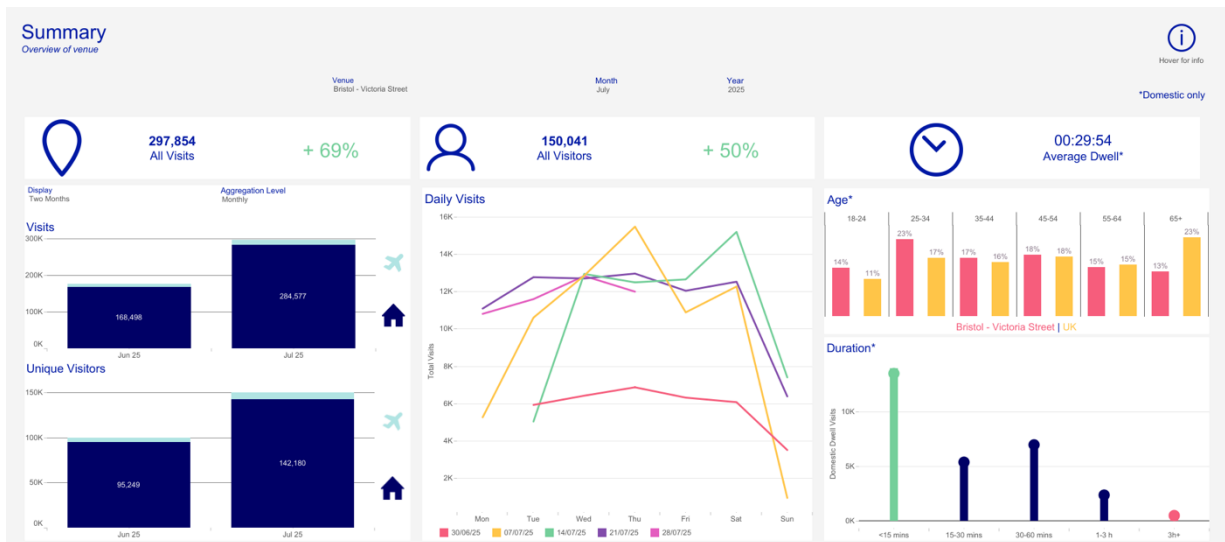 Summary
Overview of venue
Hover for info
Venue
Bristol - Victoria Street
Month
July
Year
2025
*Domestic only
297,854
All Visits
+ 69%
150,041
All Visitors
+ 50%
00:29:54
Average Dwell*
Display
Two Months
Aggregation Level
Monthly
Visits
300K
200K
100K
0K
168,498
284,577
Jun 25
Jul 25
Unique Visitors
150K
100K
50K
0K
95,249
142,180
Jun 25
Jul 25
Daily Visits
Total Visits
16K
14K
12K
10K
8K
6K
4K
2K
Mon Tue Wed Thu Fri Sat Sun
30/06/25 07/07/25 14/07/25 21/07/25 28/07/25
Age*
18-24 25-34 35-44 45-54 55-64 65+
14% 11% 23% 17% 17% 16% 18% 18% 15% 15% 13% 23%
Bristol - Victoria Street | UK
Duration*
Domestic Dwell Visits
10K
5K
0K
<15 mins 15-30 mins 30-60 mins 1-3 h 3h+